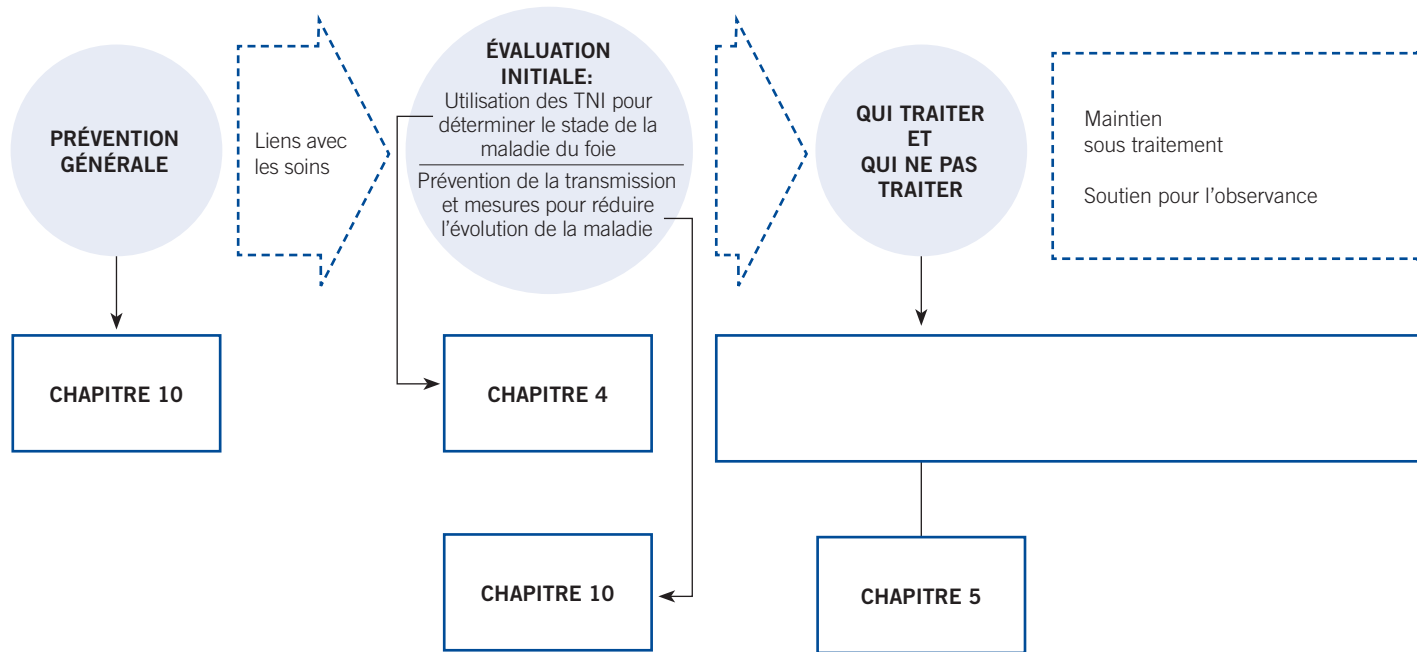 PRÉVENTION
GÉNÉRALE
Liens avec
les soins
ÉVALUATION
INITIALE:
Utilisation des TNI pour
déterminer le stade de la
maladie du foie
Prévention de la transmission
et mesures pour réduire
l’évolution de la maladie
QUI TRAITER
ET
QUI NE PAS
TRAITER
Maintien
sous traitement
Soutien pour l’observance
CHAPITRE 10
CHAPITRE 4
CHAPITRE 10
CHAPITRE 5